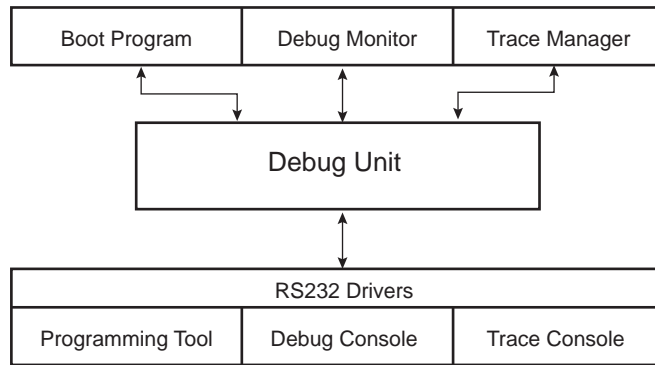 Boot Program
Debug Monitor
Trace Manager
Debug Unit
RS232 Drivers
Programming Tool
Debug Console
Trace Console